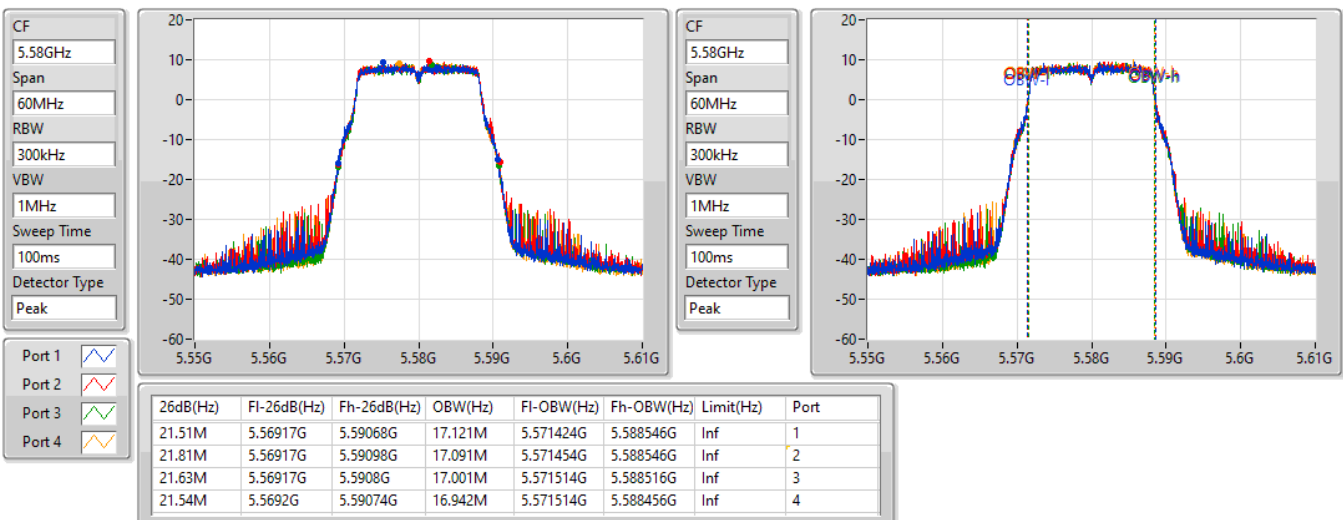 CF
5.58GHz
Span
60MHz
RBW
300kHz
VBW
1MHz
Sweep Time
100ms
Detector Type
Peak
20
10
0
-10
-20
-30
-40
-50
-60
5.55G 5.56G 5.57G 5.58G 5.59G 5.6G 5.61G
CF
5.58GHz
Span
60MHz
RBW
300kHz
VBW
1MHz
Sweep Time
100ms
Detector Type
Peak
20
10
0
-10
-20
-30
-40
-50
-60
OBW-l OBW-h
5.55G 5.56G 5.57G 5.58G 5.59G 5.6G 5.61G
Port 1
Port 2
Port 3
Port 4
26dB(Hz) Fl-26dB(Hz) Fh-26dB(Hz) OBW(Hz) Fl-OBW(Hz) Fh-OBW(Hz) Limit(Hz) Port
21.51M 5.56917G 5.59068G 17.121M 5.571424G 5.588546G Inf 1
21.81M 5.56917G 5.59098G 17.091M 5.571454G 5.588546G Inf 2
21.63M 5.56917G 5.5908G 17.001M 5.571514G 5.588516G Inf 3
21.54M 5.5692G 5.59074G 16.942M 5.571514G 5.588456G Inf 4